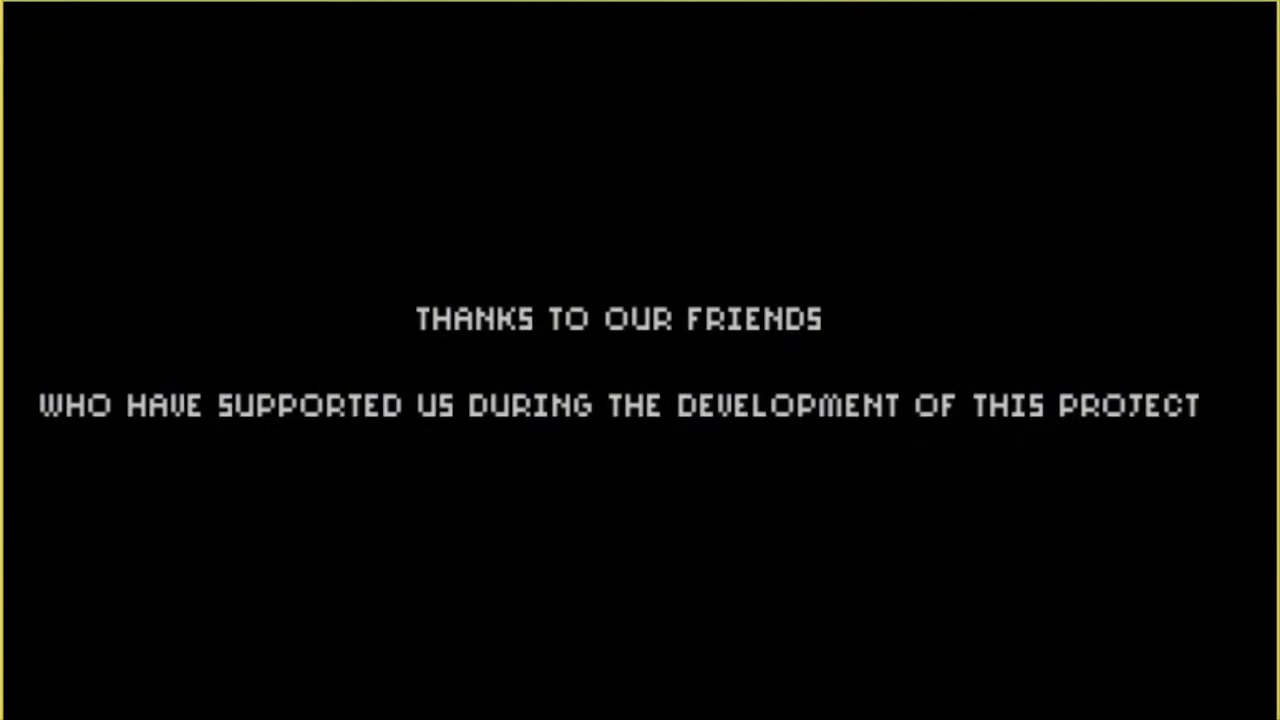 THANKS TO OUR FRIENDS
WHO HAVE SUPPORTED US DURING THE DEVELOPMENT OF THIS PROJECT